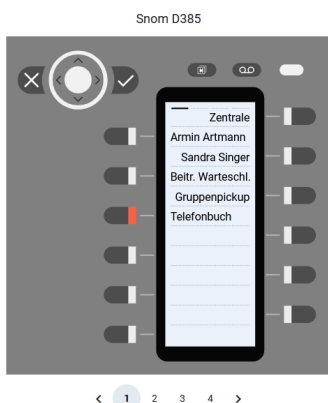 Snom D385
Zentrale
Armin Artmann
Sandra Singer
Beitr. Warteschl.
Gruppenpickup
Telefonbuch
1 2 3 4